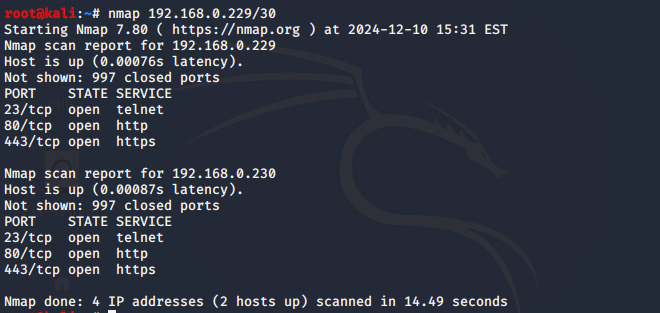 root@kali:~# nmap 192.168.0.229/30
Starting Nmap 7.80 ( https://nmap.org ) at 2024-12-10 15:31 EST
Nmap scan report for 192.168.0.229
Host is up (0.00076s latency).
Not shown: 997 closed ports
PORT    STATE SERVICE
23/tcp  open  telnet
80/tcp  open  http
443/tcp open  https

Nmap scan report for 192.168.0.230
Host is up (0.00087s latency).
Not shown: 997 closed ports
PORT    STATE SERVICE
23/tcp  open  telnet
80/tcp  open  http
443/tcp open  https

Nmap done: 4 IP addresses (2 hosts up) scanned in 14.49 seconds
root@kali:~#